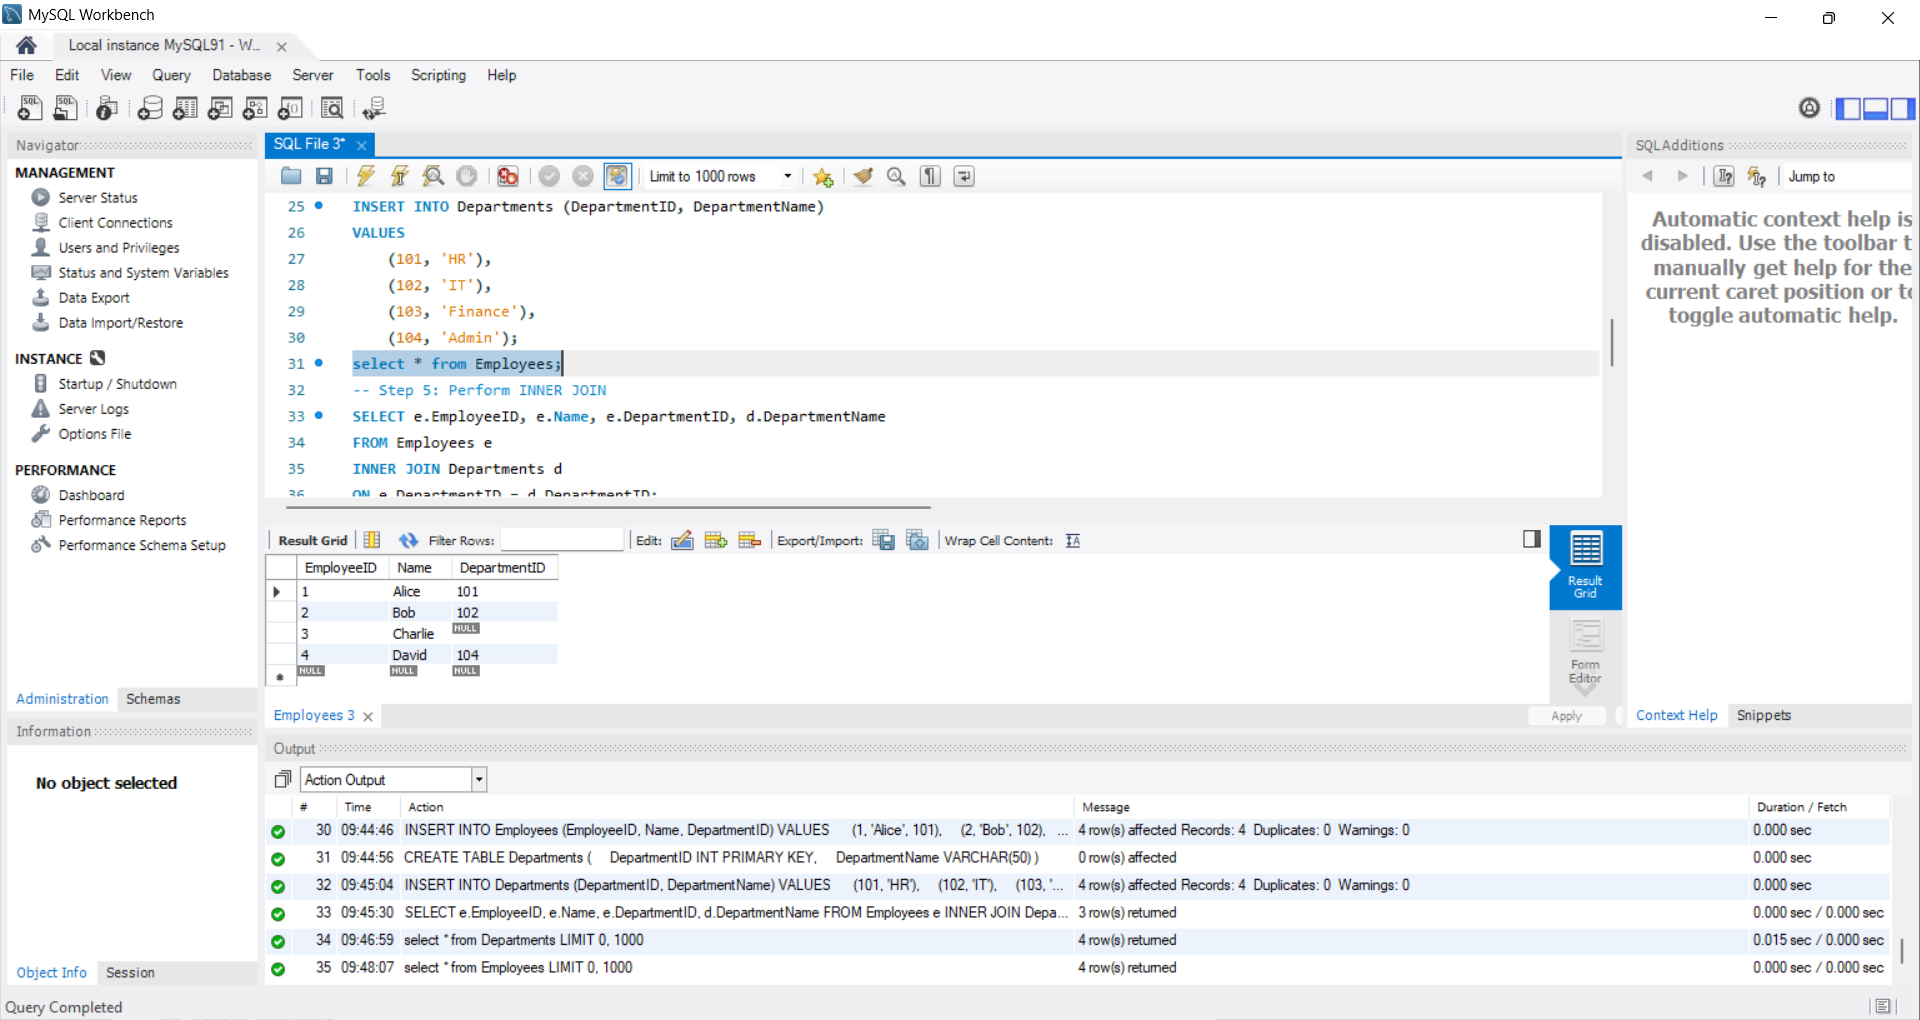 MySQL Workbench
Local instance MySQL91 - W...
File Edit View Query Database Server Tools Scripting Help
Navigator
MANAGEMENT
Server Status
Client Connections
Users and Privileges
Status and System Variables
Data Export
Data Import/Restore
INSTANCE
Startup / Shutdown
Server Logs
Options File
PERFORMANCE
Dashboard
Performance Reports
Performance Schema Setup
Administration Schemas
Information
No object selected
Object Info Session
SQL File 3*
Limit to 1000 rows
25 INSERT INTO Departments (DepartmentID, DepartmentName)
26 VALUES
27 (101, 'HR'),
28 (102, 'IT'),
29 (103, 'Finance'),
30 (104, 'Admin');
31 select * from Employees;
32 -- Step 5: Perform INNER JOIN
33 SELECT e.EmployeeID, e.Name, e.DepartmentID, d.DepartmentName
34 FROM Employees e
35 INNER JOIN Departments d
36 ON e.DepartmentID = d.DepartmentID;
Result Grid Filter Rows: Edit: Export/Import: Wrap Cell Content:
EmployeeID Name DepartmentID
1 Alice 101
2 Bob 102
3 Charlie NULL
4 David 104
NULL NULL NULL
Result Grid
Form Editor
Employees 3
Apply
SQLAdditions
Jump to
Automatic context help is
disabled. Use the toolbar t
manually get help for the
current caret position or to
toggle automatic help.
Context Help Snippets
Output
Action Output
# Time Action Message Duration / Fetch
30 09:44:46 INSERT INTO Employees (EmployeeID, Name, DepartmentID) VALUES (1, 'Alice', 101), (2, 'Bob', 102), ... 4 row(s) affected Records: 4 Duplicates: 0 Warnings: 0 0.000 sec
31 09:44:56 CREATE TABLE Departments ( DepartmentID INT PRIMARY KEY, DepartmentName VARCHAR(50) ) 0 row(s) affected 0.000 sec
32 09:45:04 INSERT INTO Departments (DepartmentID, DepartmentName) VALUES (101, 'HR'), (102, 'IT'), (103, '... 4 row(s) affected Records: 4 Duplicates: 0 Warnings: 0 0.000 sec
33 09:45:30 SELECT e.EmployeeID, e.Name, e.DepartmentID, d.DepartmentName FROM Employees e INNER JOIN Depa... 3 row(s) returned 0.000 sec / 0.000 sec
34 09:46:59 select * from Departments LIMIT 0, 1000 4 row(s) returned 0.015 sec / 0.000 sec
35 09:48:07 select * from Employees LIMIT 0, 1000 4 row(s) returned 0.000 sec / 0.000 sec
Query Completed